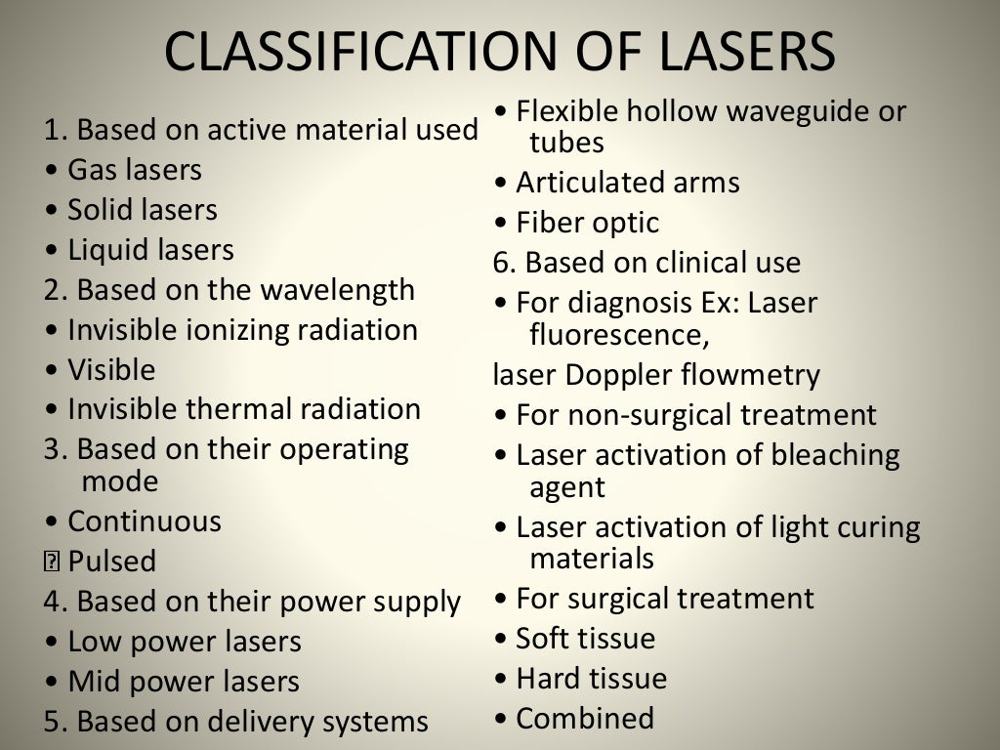 CLASSIFICATION OF LASERS
1. Based on active material used
• Gas lasers
• Solid lasers
• Liquid lasers
2. Based on the wavelength
• Invisible ionizing radiation
• Visible
• Invisible thermal radiation
3. Based on their operating
mode
• Continuous
⍰ Pulsed
4. Based on their power supply
• Low power lasers
• Mid power lasers
5. Based on delivery systems
• Flexible hollow waveguide or
tubes
• Articulated arms
• Fiber optic
6. Based on clinical use
• For diagnosis Ex: Laser
fluorescence,
laser Doppler flowmetry
• For non-surgical treatment
• Laser activation of bleaching
agent
• Laser activation of light curing
materials
• For surgical treatment
• Soft tissue
• Hard tissue
• Combined